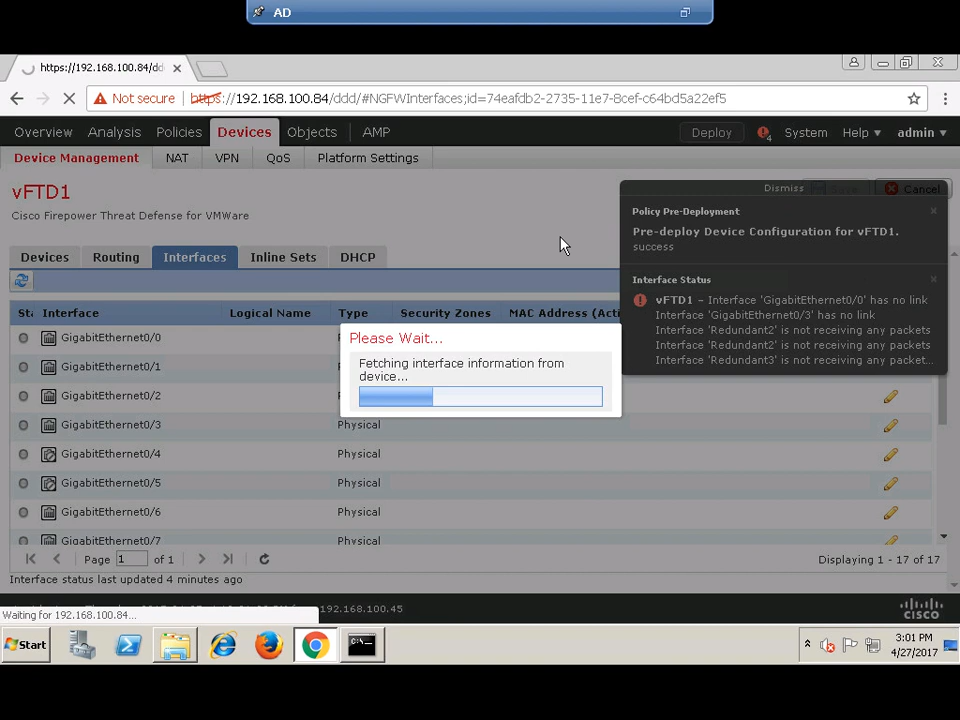 AD
https://192.168.100.84/dd
Not secure https://192.168.100.84/ddd/#NGFWInterfaces;id=74eafdb2-2735-11e7-8cef-c64bd5a22ef5
Overview Analysis Policies Devices Objects AMP Deploy 4 System Help admin
Device Management NAT VPN QoS Platform Settings
vFTD1
Cisco Firepower Threat Defense for VMWare
Dismiss
Cancel
Policy Pre-Deployment
Pre-deploy Device Configuration for vFTD1.
success
Interface Status
vFTD1 - Interface 'GigabitEthernet0/0' has no link
Interface 'GigabitEthernet0/3' has no link
Interface 'Redundant2' is not receiving any packets
Interface 'Redundant2' is not receiving any packets
Interface 'Redundant3' is not receiving any packet...
Devices Routing Interfaces Inline Sets DHCP
Sta Interface Logical Name Type Security Zones MAC Address (Acti
GigabitEthernet0/0
GigabitEthernet0/1
GigabitEthernet0/2
GigabitEthernet0/3 Physical
GigabitEthernet0/4 Physical
GigabitEthernet0/5 Physical
GigabitEthernet0/6 Physical
GigabitEthernet0/7 Physical
Please Wait...
Fetching interface information from
device...
Page 1 of 1 Displaying 1 - 17 of 17
Interface status last updated 4 minutes ago
192.168.100.45
Waiting for 192.168.100.84...
CISCO
Start
3:01 PM
4/27/2017